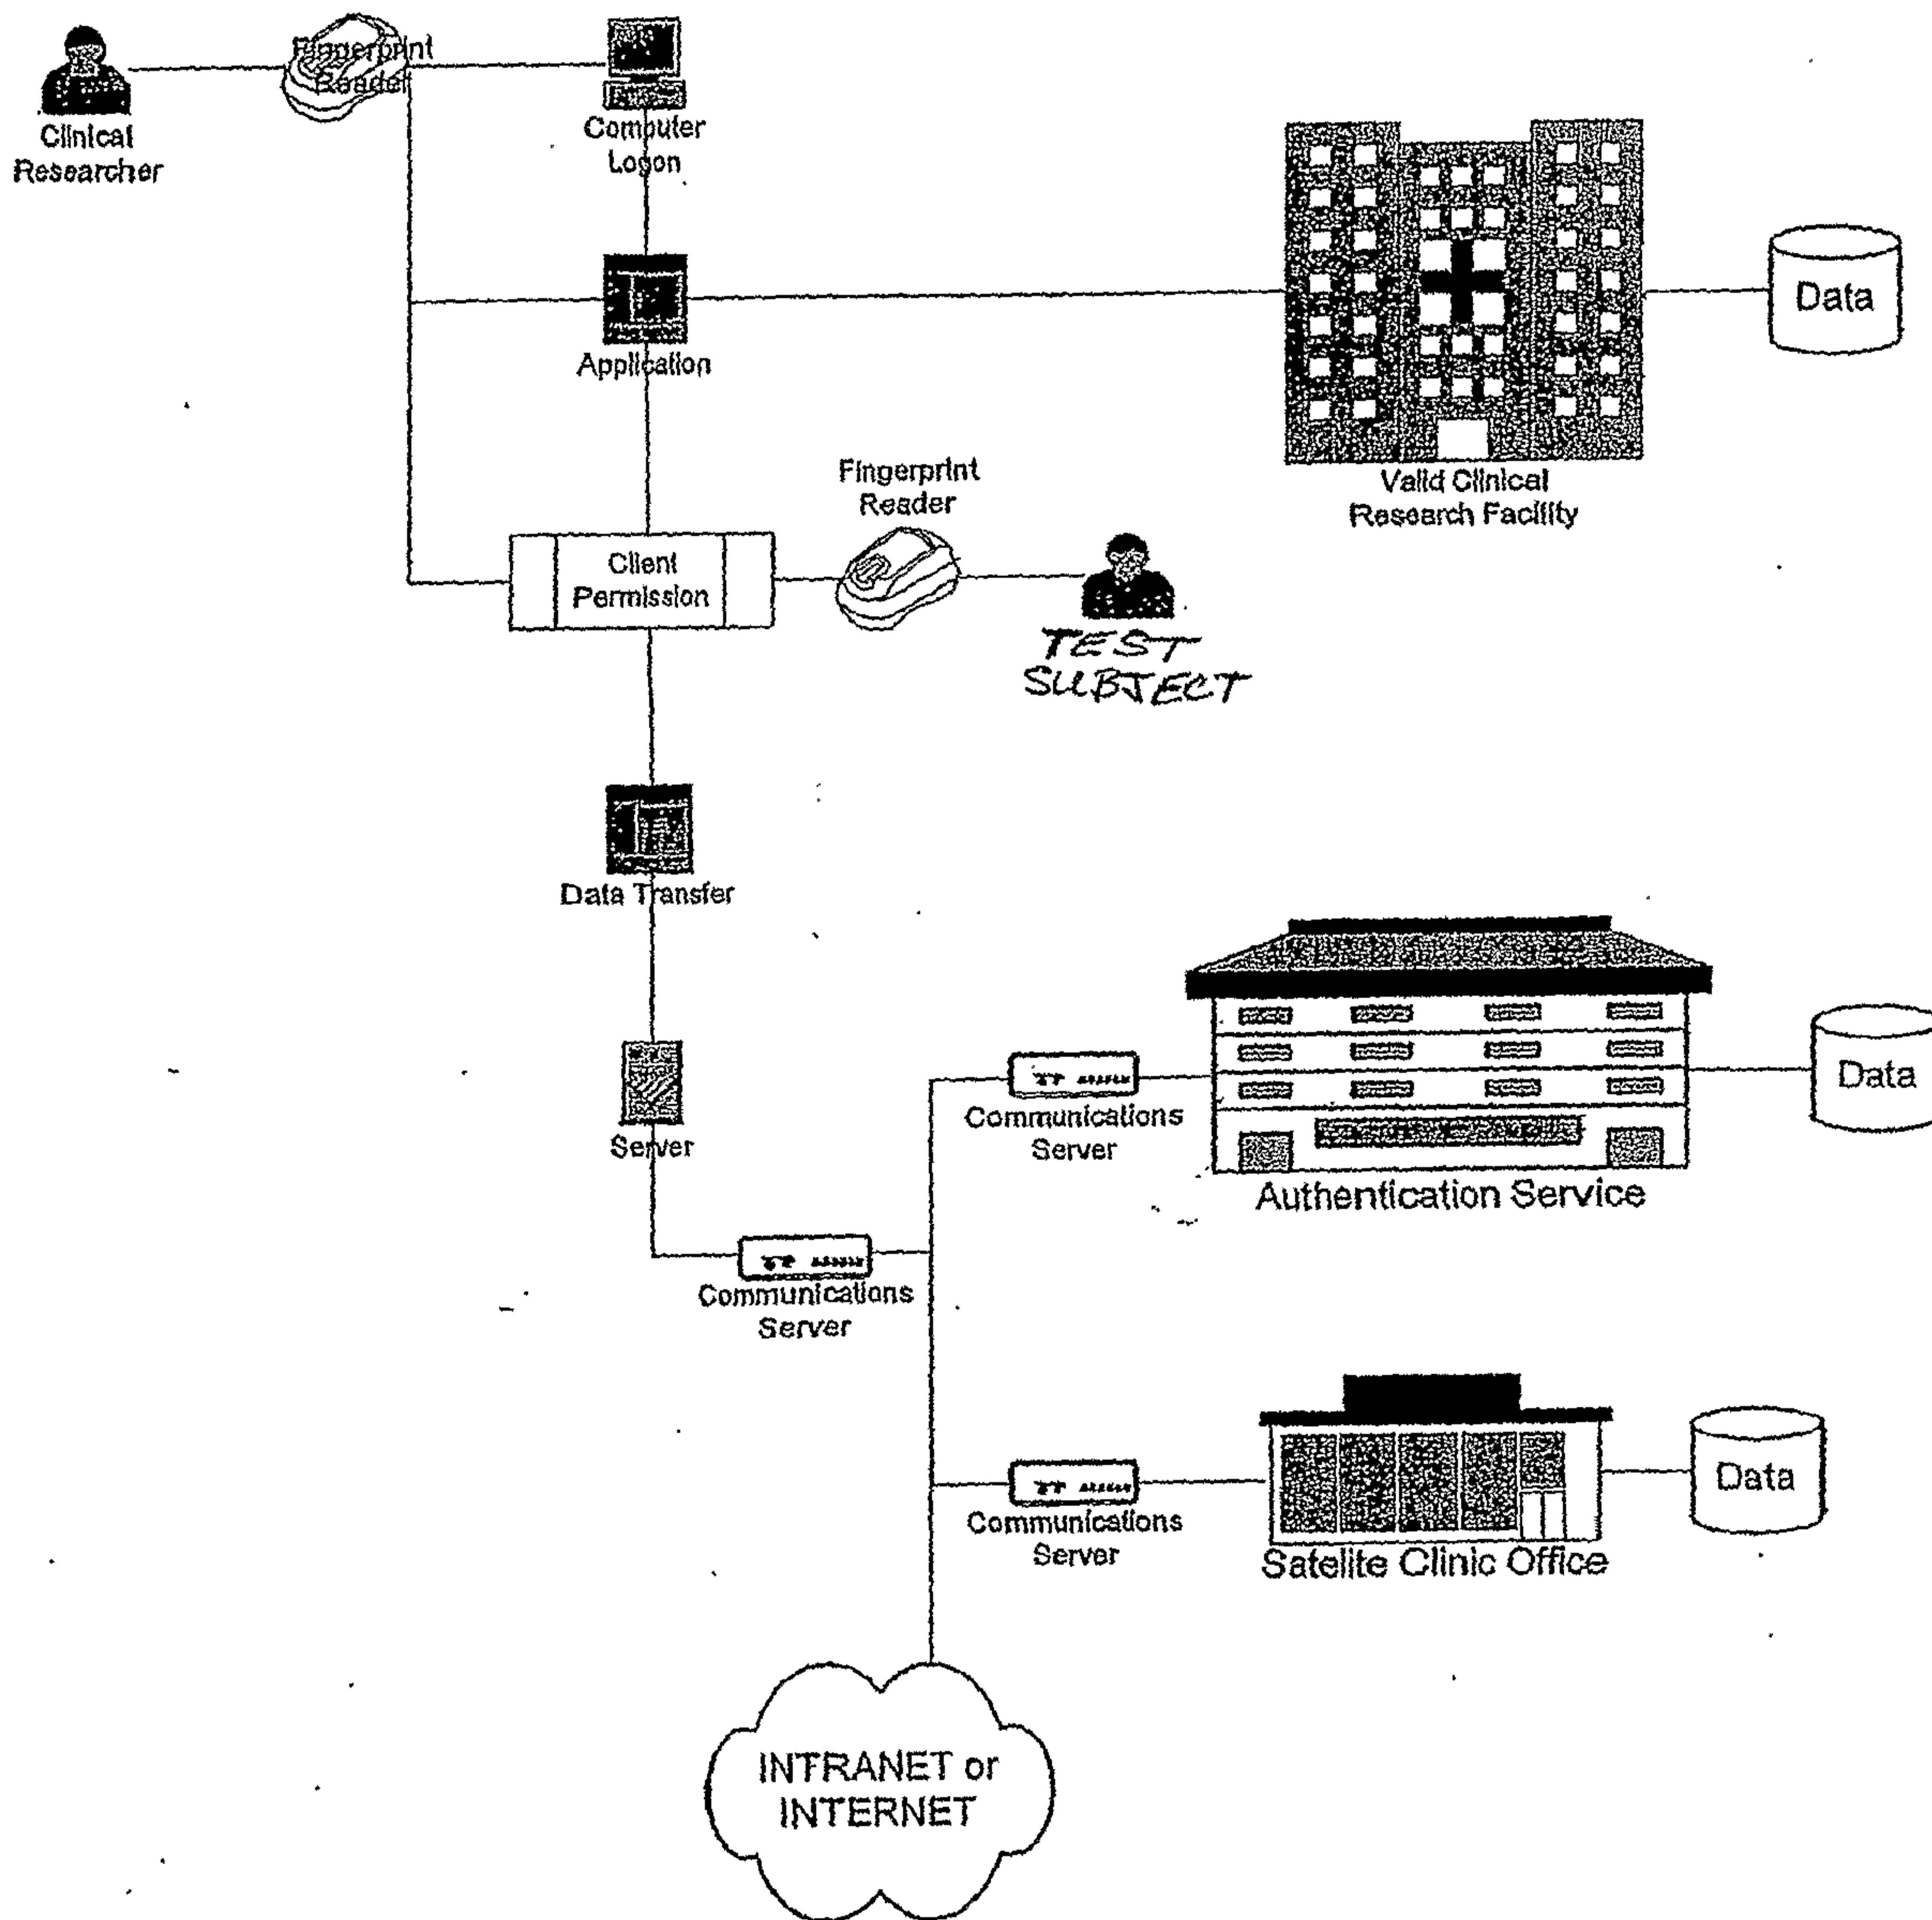 Fingerprint
Reader
Clinical
Researcher
Computer
Logon
Application
Data
Valid Clinical
Research Facility
Fingerprint
Reader
Client
Permission
TEST
SUBJECT
Data Transfer
Server
Communications
Server
Authentication Service
Data
Communications
Server
Communications
Server
Satelite Clinic Office
Data
INTRANET or
INTERNET